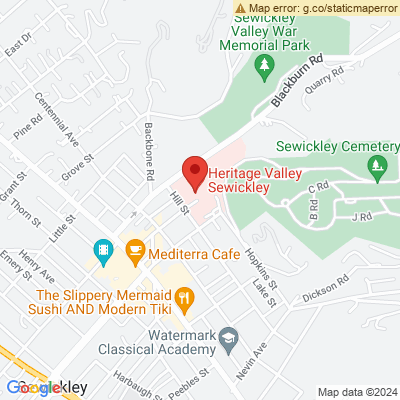 Map error: g.co/staticmaperror
Sewickley
Valley War
Memorial Park
East Dr
Blackburn Rd
Quarry Rd
Centennial Ave
Pine Rd
Backbone Rd
Grove St
Sewickley Cemetery
Heritage Valley
Sewickley
C Rd
B Rd
J Rd
Grant St
Thorn St
Little St
Hill St
Henry Ave
Emery St
Mediterra Cafe
Hopkins St
Lake St
Dickson Rd
The Slippery Mermaid
Sushi AND Modern Tiki
Watermark
Classical Academy
Nevin Ave
Google
Sewickley
Harbaugh St
Peebles St
Map data ©2024